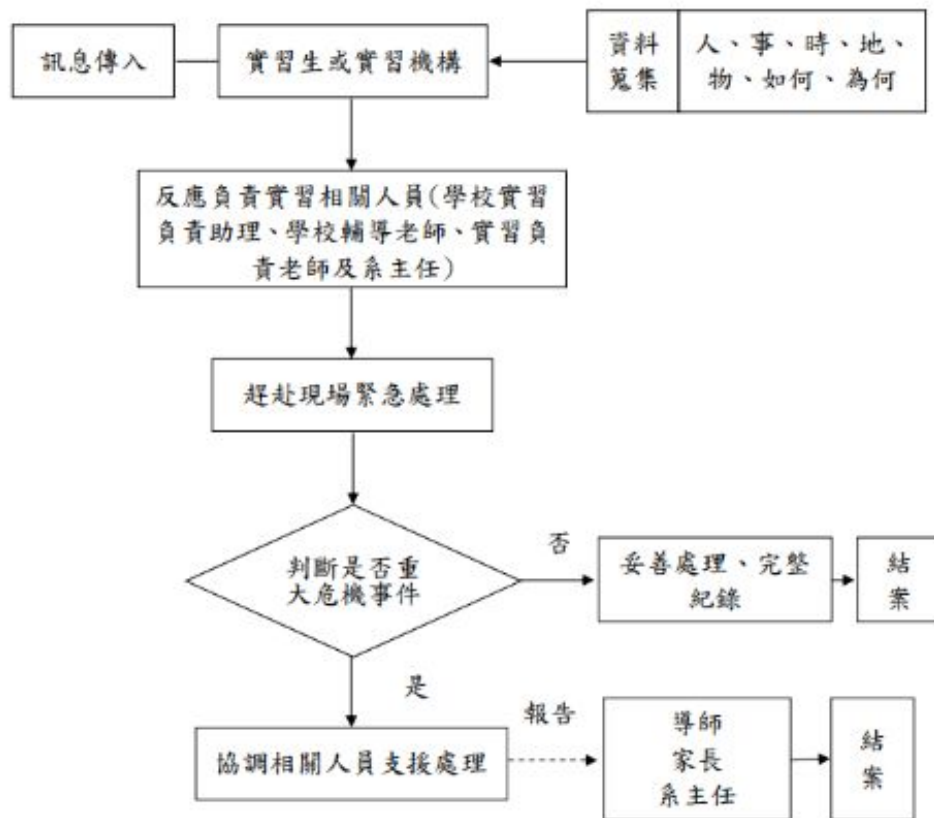 訊息傳入
實習生或實習機構
資料
蒐集
人、事、時、地、
物、如何、為何
反應負責實習相關人員(學校實習
負責助理、學校輔導老師、實習負
責老師及系主任)
趕赴現場緊急處理
判斷是否重
大危機事件
否
妥善處理、完整
紀錄
結
案
是
協調相關人員支援處理
報告
導師
家長
系主任
結
案